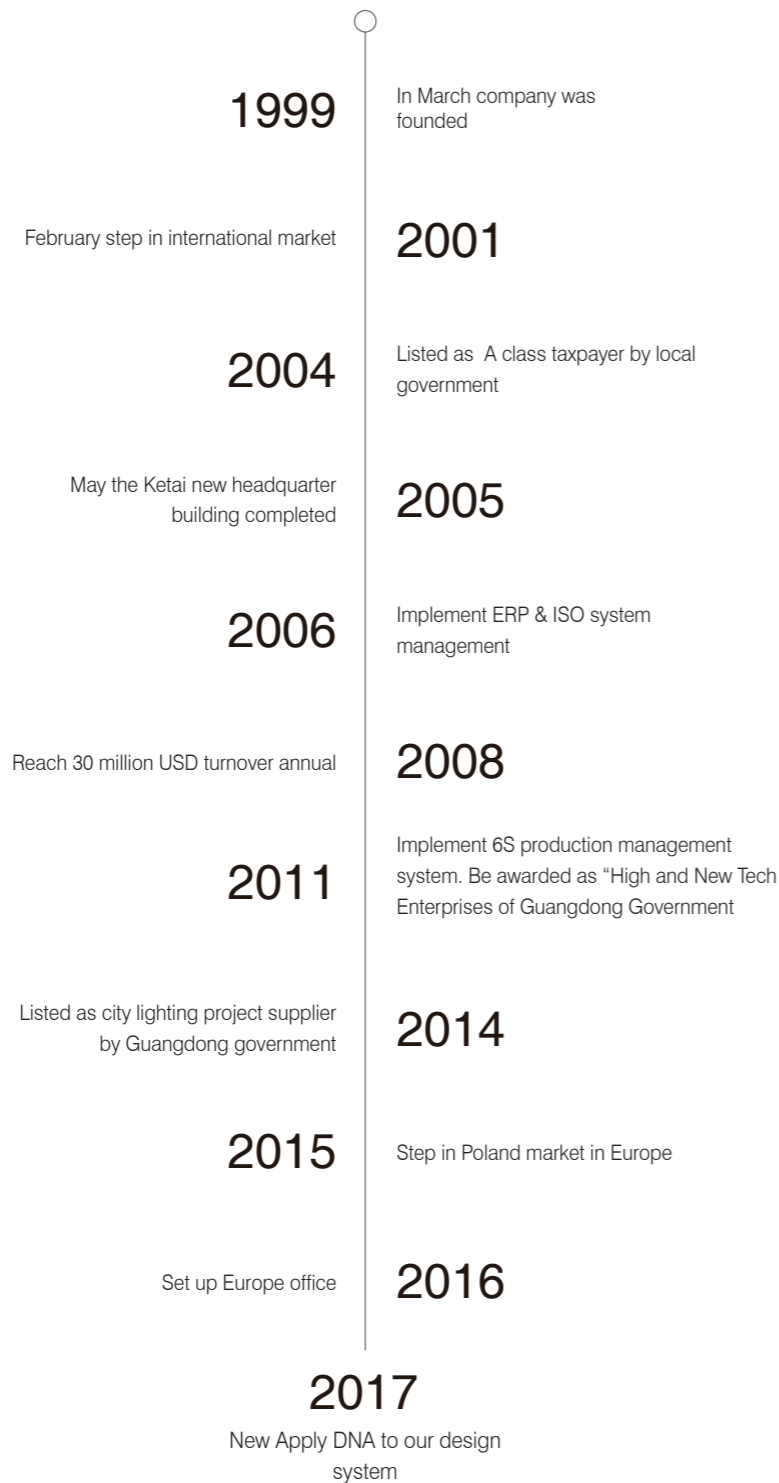 1999
In March company was
founded
February step in international market
2001
2004
Listed as  A class taxpayer by local
government
May the Ketai new headquarter
building completed
2005
2006
Implement ERP & ISO system
management
Reach 30 million USD turnover annual
2008
2011
Implement 6S production management
system. Be awarded as “High and New Tech
Enterprises of Guangdong Government
Listed as city lighting project supplier
by Guangdong government
2014
2015
Step in Poland market in Europe
Set up Europe office
2016
2017
New Apply DNA to our design
system